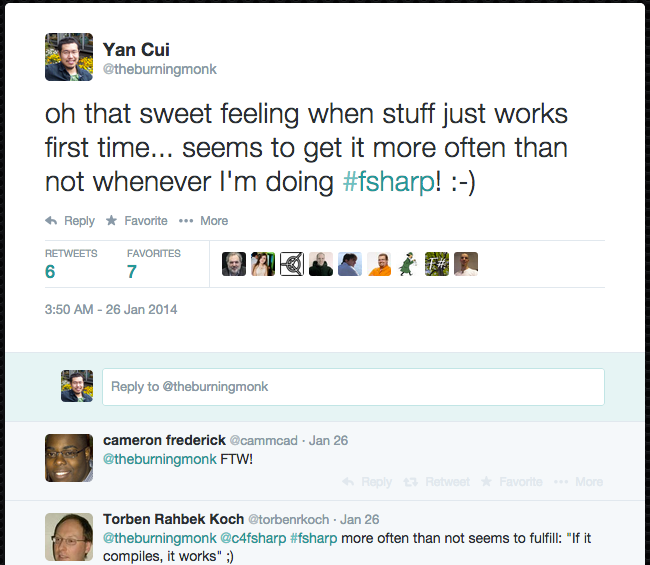 Yan Cui
@theburningmonk
oh that sweet feeling when stuff just works
first time... seems to get it more often than
not whenever I'm doing #fsharp! :-)
Reply Favorite More
RETWEETS FAVORITES
6 7
F#
3:50 AM - 26 Jan 2014
Reply to @theburningmonk
cameron frederick @cammcad · Jan 26
@theburningmonk FTW!
Reply Retweet Favorite More
Torben Rahbek Koch @torbenrkoch · Jan 26
@theburningmonk @c4fsharp #fsharp more often than not seems to fulfill: "If it
compiles, it works" ;)